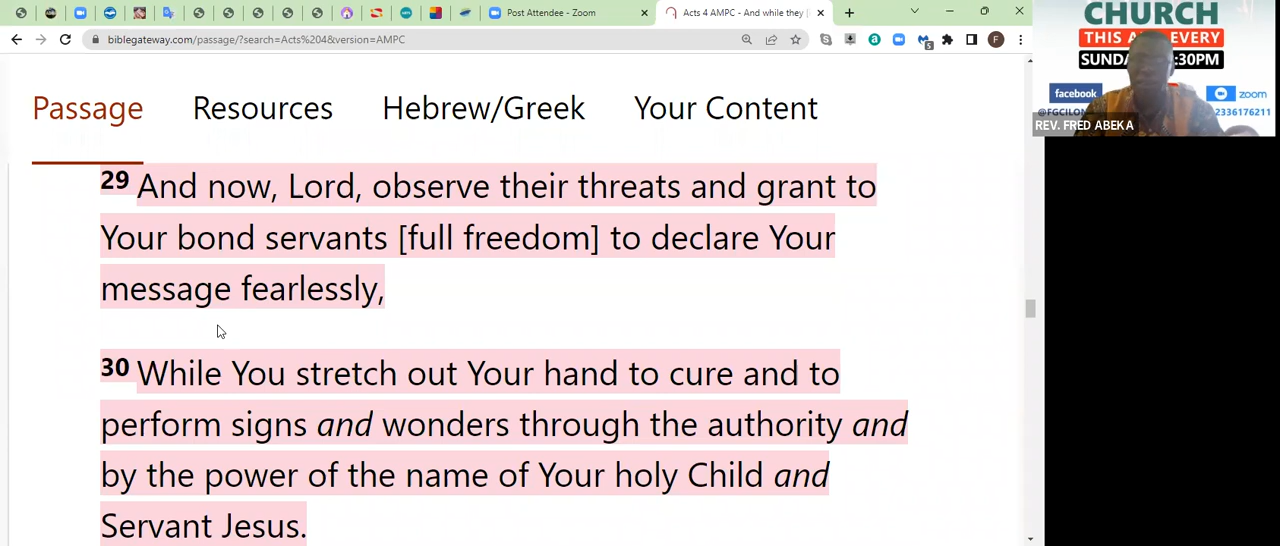 Post Attendee - Zoom
Acts 4 AMPC - And while they
biblegateway.com/passage/?search=Acts%204&version=AMPC
5
F
Passage
Resources
Hebrew/Greek
Your Content
29 And now, Lord, observe their threats and grant to
Your bond servants [full freedom] to declare Your
message fearlessly,
30 While You stretch out Your hand to cure and to
perform signs and wonders through the authority and
by the power of the name of Your holy Child and
Servant Jesus.
CHURCH
EVERY
facebook
zoom
2336176211
REV. FRED ABEKA